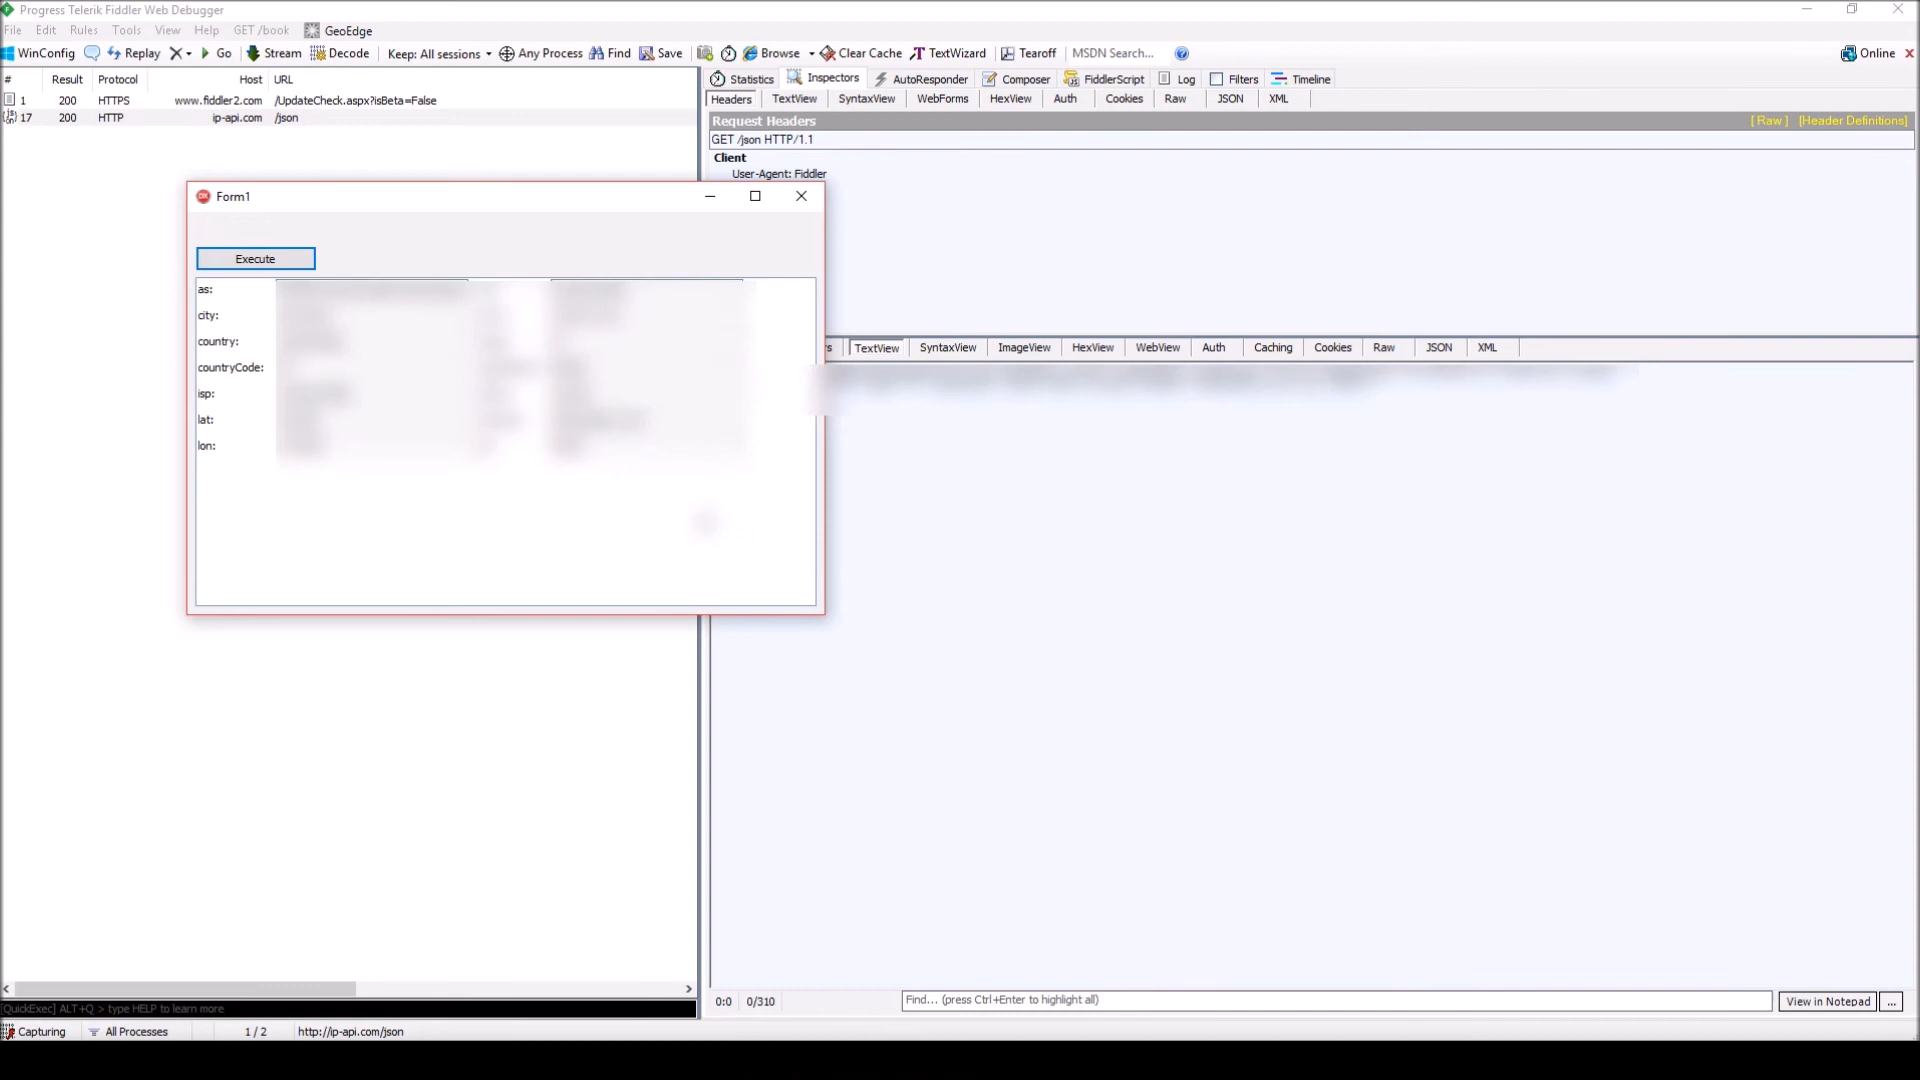 Progress Telerik Fiddler Web Debugger
File Edit Rules Tools View Help GET /book GeoEdge
WinConfig Replay Go Stream Decode Keep: All sessions Any Process Find Save Browse Clear Cache TextWizard Tearoff MSDN Search... Online
# Result Protocol Host URL
1 200 HTTPS www.fiddler2.com /UpdateCheck.aspx?isBeta=False
17 200 HTTP ip-api.com /json
Statistics Inspectors AutoResponder Composer FiddlerScript Log Filters Timeline
Headers TextView SyntaxView WebForms HexView Auth Cookies Raw JSON XML
Request Headers [ Raw ] [Header Definitions]
GET /json HTTP/1.1
Client
User-Agent: Fiddler
Form1
Execute
as:
city:
country:
countryCode:
isp:
lat:
lon:
TextView SyntaxView ImageView HexView WebView Auth Caching Cookies Raw JSON XML
0:0 0/310 Find... (press Ctrl+Enter to highlight all) View in Notepad ...
[QuickExec] ALT+Q > type HELP to learn more
Capturing All Processes 1 / 2 http://ip-api.com/json